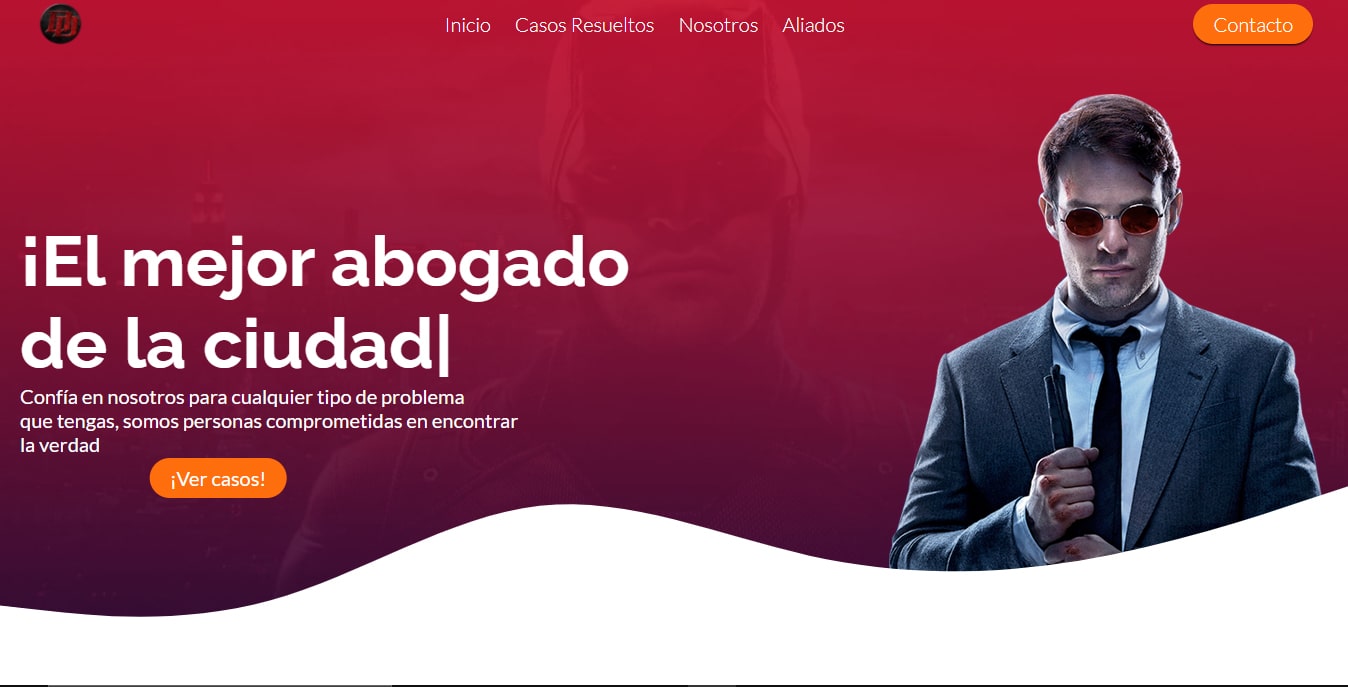 Inicio Casos Resueltos Nosotros Aliados Contacto
¡El mejor abogado
de la ciudad|
Confía en nosotros para cualquier tipo de problema
que tengas, somos personas comprometidas en encontrar
la verdad
¡Ver casos!